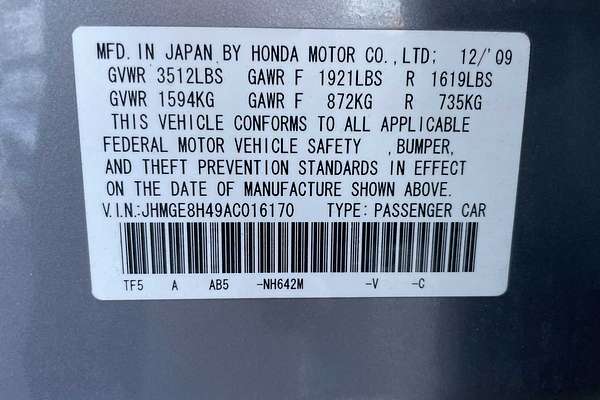 MFD. IN JAPAN BY HONDA MOTOR CO.,LTD; 12/'09
GVWR 3512LBS GAWR F 1921LBS R 1619LBS
GVWR 1594KG GAWR F 872KG R 735KG
THIS VEHICLE CONFORMS TO ALL APPLICABLE
FEDERAL MOTOR VEHICLE SAFETY ,BUMPER,
AND THEFT PREVENTION STANDARDS IN EFFECT
ON THE DATE OF MANUFACTURE SHOWN ABOVE.
V.I.N.:JHMGE8H49AC016170 TYPE: PASSENGER CAR
TF5 A AB5 -NH642M -V -C